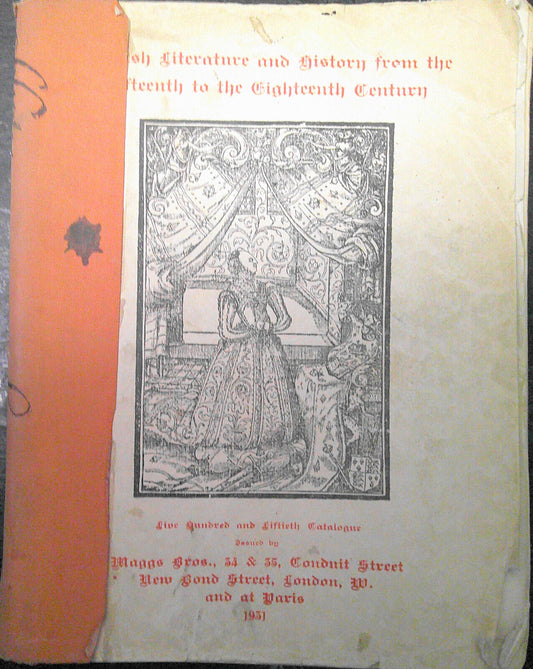 sh Literature and History from the
fteenth to the Eighteenth Century
Five Hundred and Fiftieth Catalogue
Issued by
Maggs Bros., 34 & 35, Conduit Street
New Bond Street, London, W.
and at Paris
1931